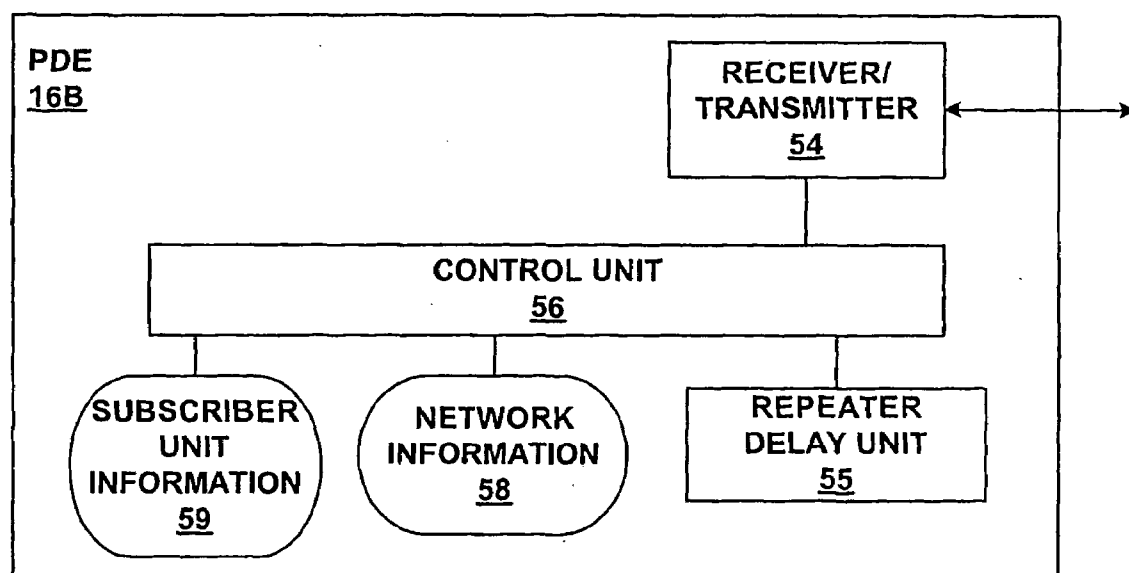 PDE
16B
RECEIVER/
TRANSMITTER
54
CONTROL UNIT
56
SUBSCRIBER
UNIT
INFORMATION
59
NETWORK
INFORMATION
58
REPEATER
DELAY UNIT
55